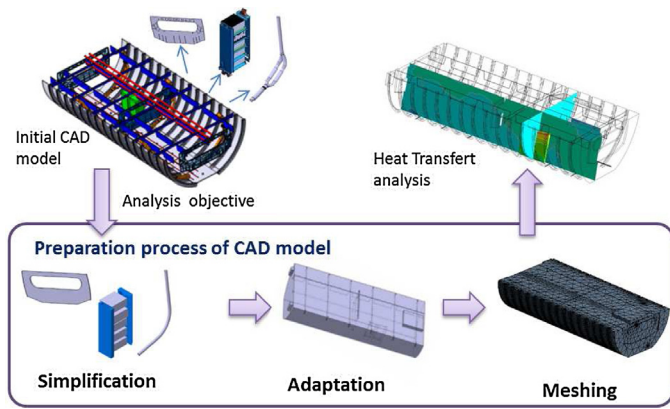 Initial CAD
model
Analysis objective
Heat Transfert
analysis
Preparation process of CAD model
Simplification
Adaptation
Meshing